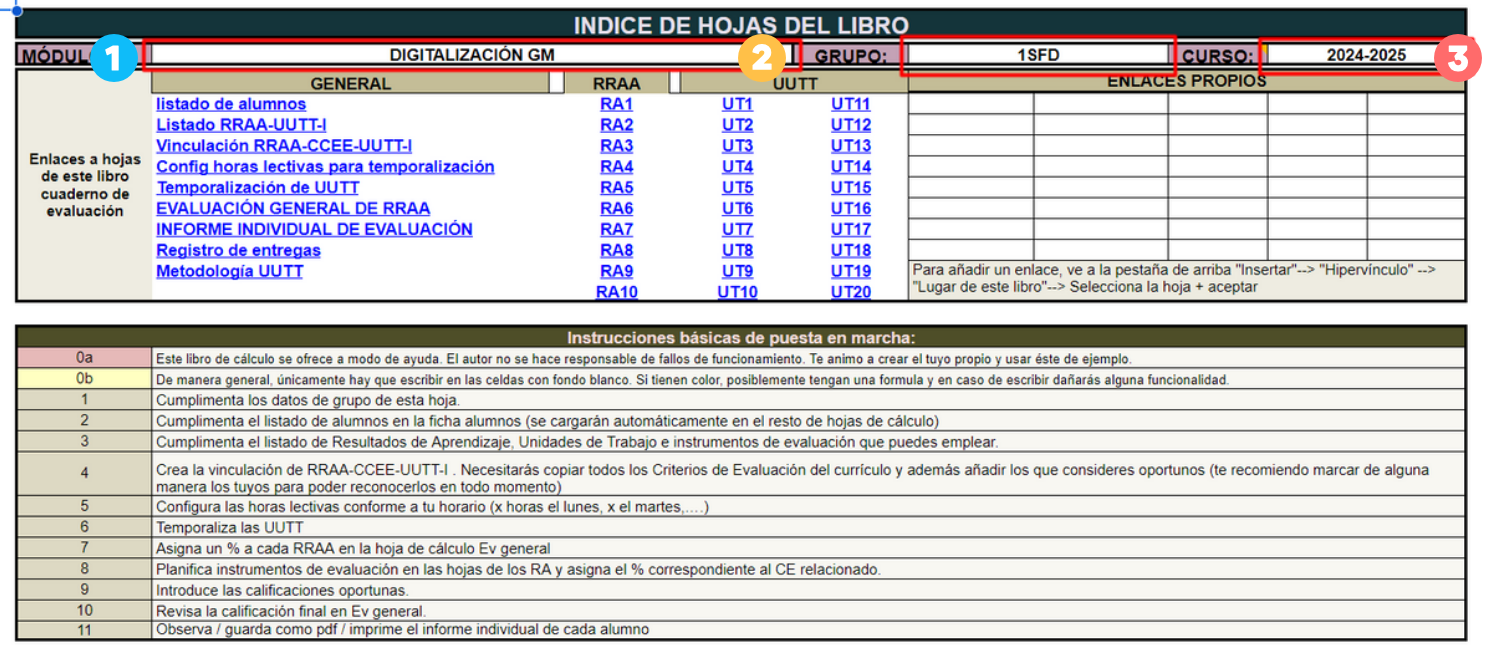 INDICE DE HOJAS DEL LIBRO
MÓDUL 1 DIGITALIZACIÓN GM 2 GRUPO: 1SFD CURSO: 2024-2025 3
GENERAL RRAA UUTT ENLACES PROPIOS
Enlaces a hojas
de este libro
cuaderno de
evaluación
listado de alumnos RA1 UT1 UT11
Listado RRAA-UUTT-I RA2 UT2 UT12
Vinculación RRAA-CCEE-UUTT-I RA3 UT3 UT13
Config horas lectivas para temporalización RA4 UT4 UT14
Temporalización de UUTT RA5 UT5 UT15
EVALUACIÓN GENERAL DE RRAA RA6 UT6 UT16
INFORME INDIVIDUAL DE EVALUACIÓN RA7 UT7 UT17
Registro de entregas RA8 UT8 UT18
Metodología UUTT RA9 UT9 UT19
RA10 UT10 UT20
Para añadir un enlace, ve a la pestaña de arriba "Insertar"--> "Hipervínculo" -->
"Lugar de este libro"--> Selecciona la hoja + aceptar
Instrucciones básicas de puesta en marcha:
0a Este libro de cálculo se ofrece a modo de ayuda. El autor no se hace responsable de fallos de funcionamiento. Te animo a crear el tuyo propio y usar éste de ejemplo.
0b De manera general, únicamente hay que escribir en las celdas con fondo blanco. Si tienen color, posiblemente tengan una formula y en caso de escribir dañarás alguna funcionalidad.
1 Cumplimenta los datos de grupo de esta hoja.
2 Cumplimenta el listado de alumnos en la ficha alumnos (se cargarán automáticamente en el resto de hojas de cálculo)
3 Cumplimenta el listado de Resultados de Aprendizaje, Unidades de Trabajo e instrumentos de evaluación que puedes emplear.
4 Crea la vinculación de RRAA-CCEE-UUTT-I . Necesitarás copiar todos los Criterios de Evaluación del currículo y además añadir los que consideres oportunos (te recomiendo marcar de alguna
manera los tuyos para poder reconocerlos en todo momento)
5 Configura las horas lectivas conforme a tu horario (x horas el lunes, x el martes,....)
6 Temporaliza las UUTT
7 Asigna un % a cada RRAA en la hoja de cálculo Ev general
8 Planifica instrumentos de evaluación en las hojas de los RA y asigna el % correspondiente al CE relacionado.
9 Introduce las calificaciones oportunas.
10 Revisa la calificación final en Ev general.
11 Observa / guarda como pdf / imprime el informe individual de cada alumno